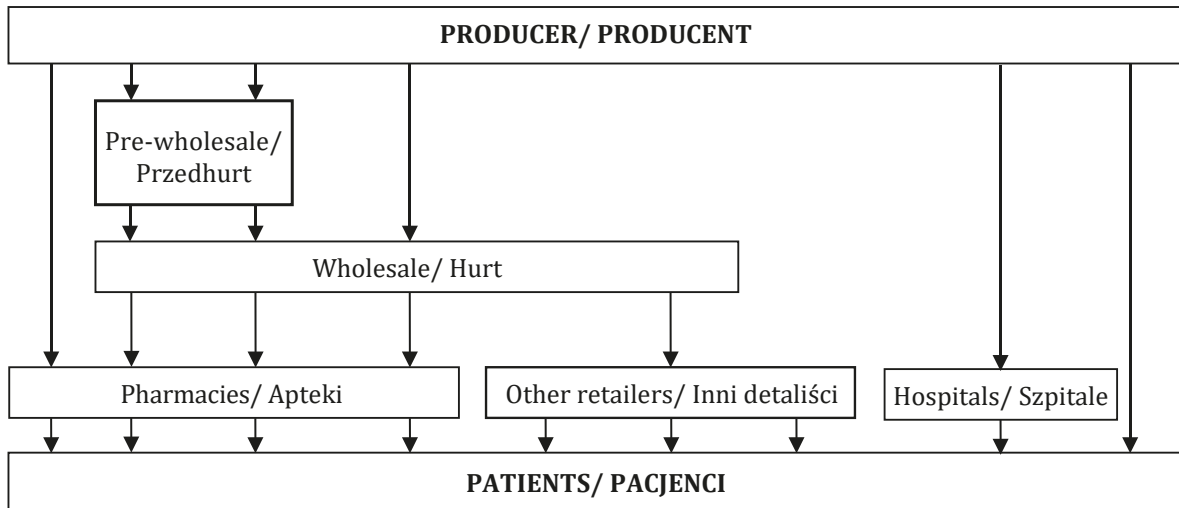 PRODUCER/ PRODUCENT
Pre-wholesale/
Przedhurt
Wholesale/ Hurt
Pharmacies/ Apteki
Other retailers/ Inni detaliści
Hospitals/ Szpitale
PATIENTS/ PACJENCI